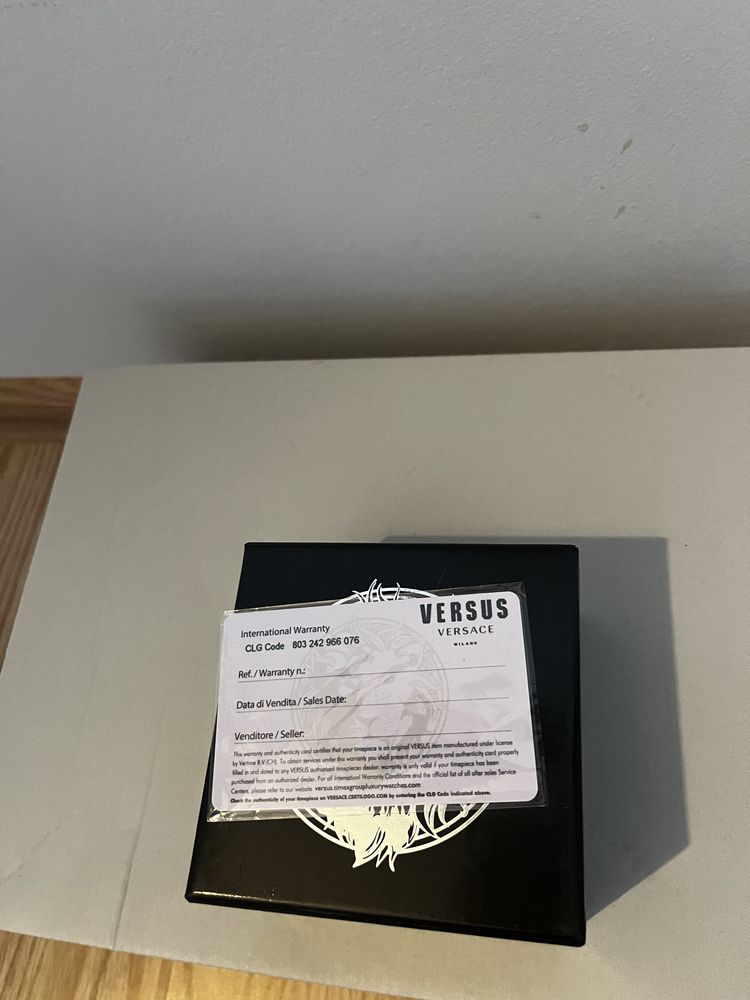 VERSUS
VERSACE
MILANO
International Warranty
CLG Code 803 242 966 076
Ref. / Warranty n.:
Data di Vendita / Sales Date:
Venditore / Seller:
This warranty and authenticity card certifies that your timepiece is an original VERSUS item manufactured under license
by Vertime B.V (CH). To obtain services under this warranty you shall present your warranty and authenticity card properly
filled in and dated to any VERSUS authorized timepieces dealer: warranty is only valid if your timepiece has been
purchased from an authorized dealer. For all International Warranty Conditions and the official list of all after sales Service
Centers, please refer to our website versus.timexgroupluxurywatches.com
Check the authenticity of your timepiece on VERSACE.CERTILOGO.COM by entering the CLG Code indicated above.